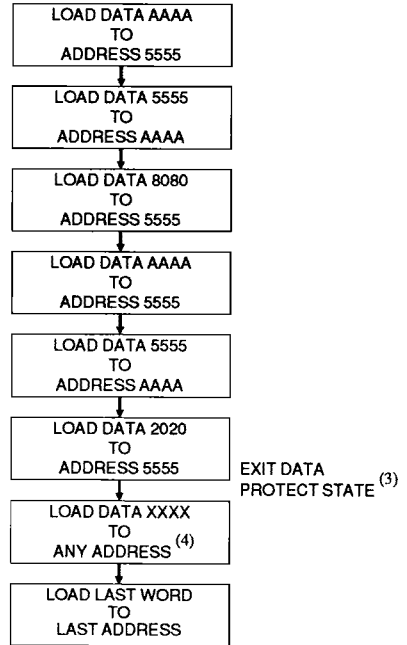 LOAD DATA AAAA
TO
ADDRESS 5555
LOAD DATA 5555
TO
ADDRESS AAAA
LOAD DATA 8080
TO
ADDRESS 5555
LOAD DATA AAAA
TO
ADDRESS 5555
LOAD DATA 5555
TO
ADDRESS AAAA
LOAD DATA 2020
TO
ADDRESS 5555
EXIT DATA
PROTECT STATE (3)
LOAD DATA XXXX
TO
ANY ADDRESS (4)
LOAD LAST WORD
TO
LAST ADDRESS